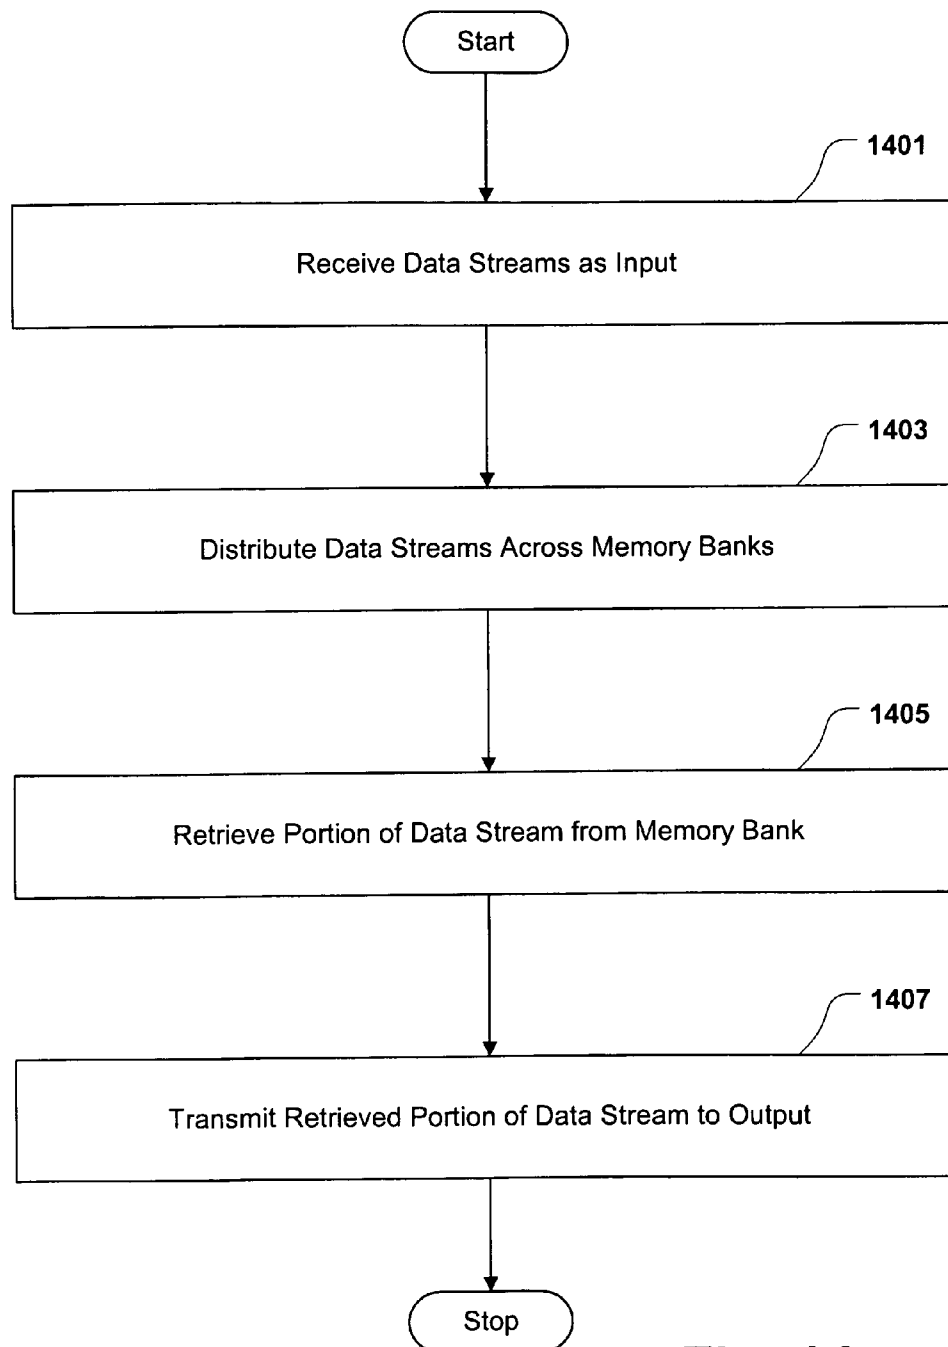 Start
1401
Receive Data Streams as Input
1403
Distribute Data Streams Across Memory Banks
1405
Retrieve Portion of Data Stream from Memory Bank
1407
Transmit Retrieved Portion of Data Stream to Output
Stop